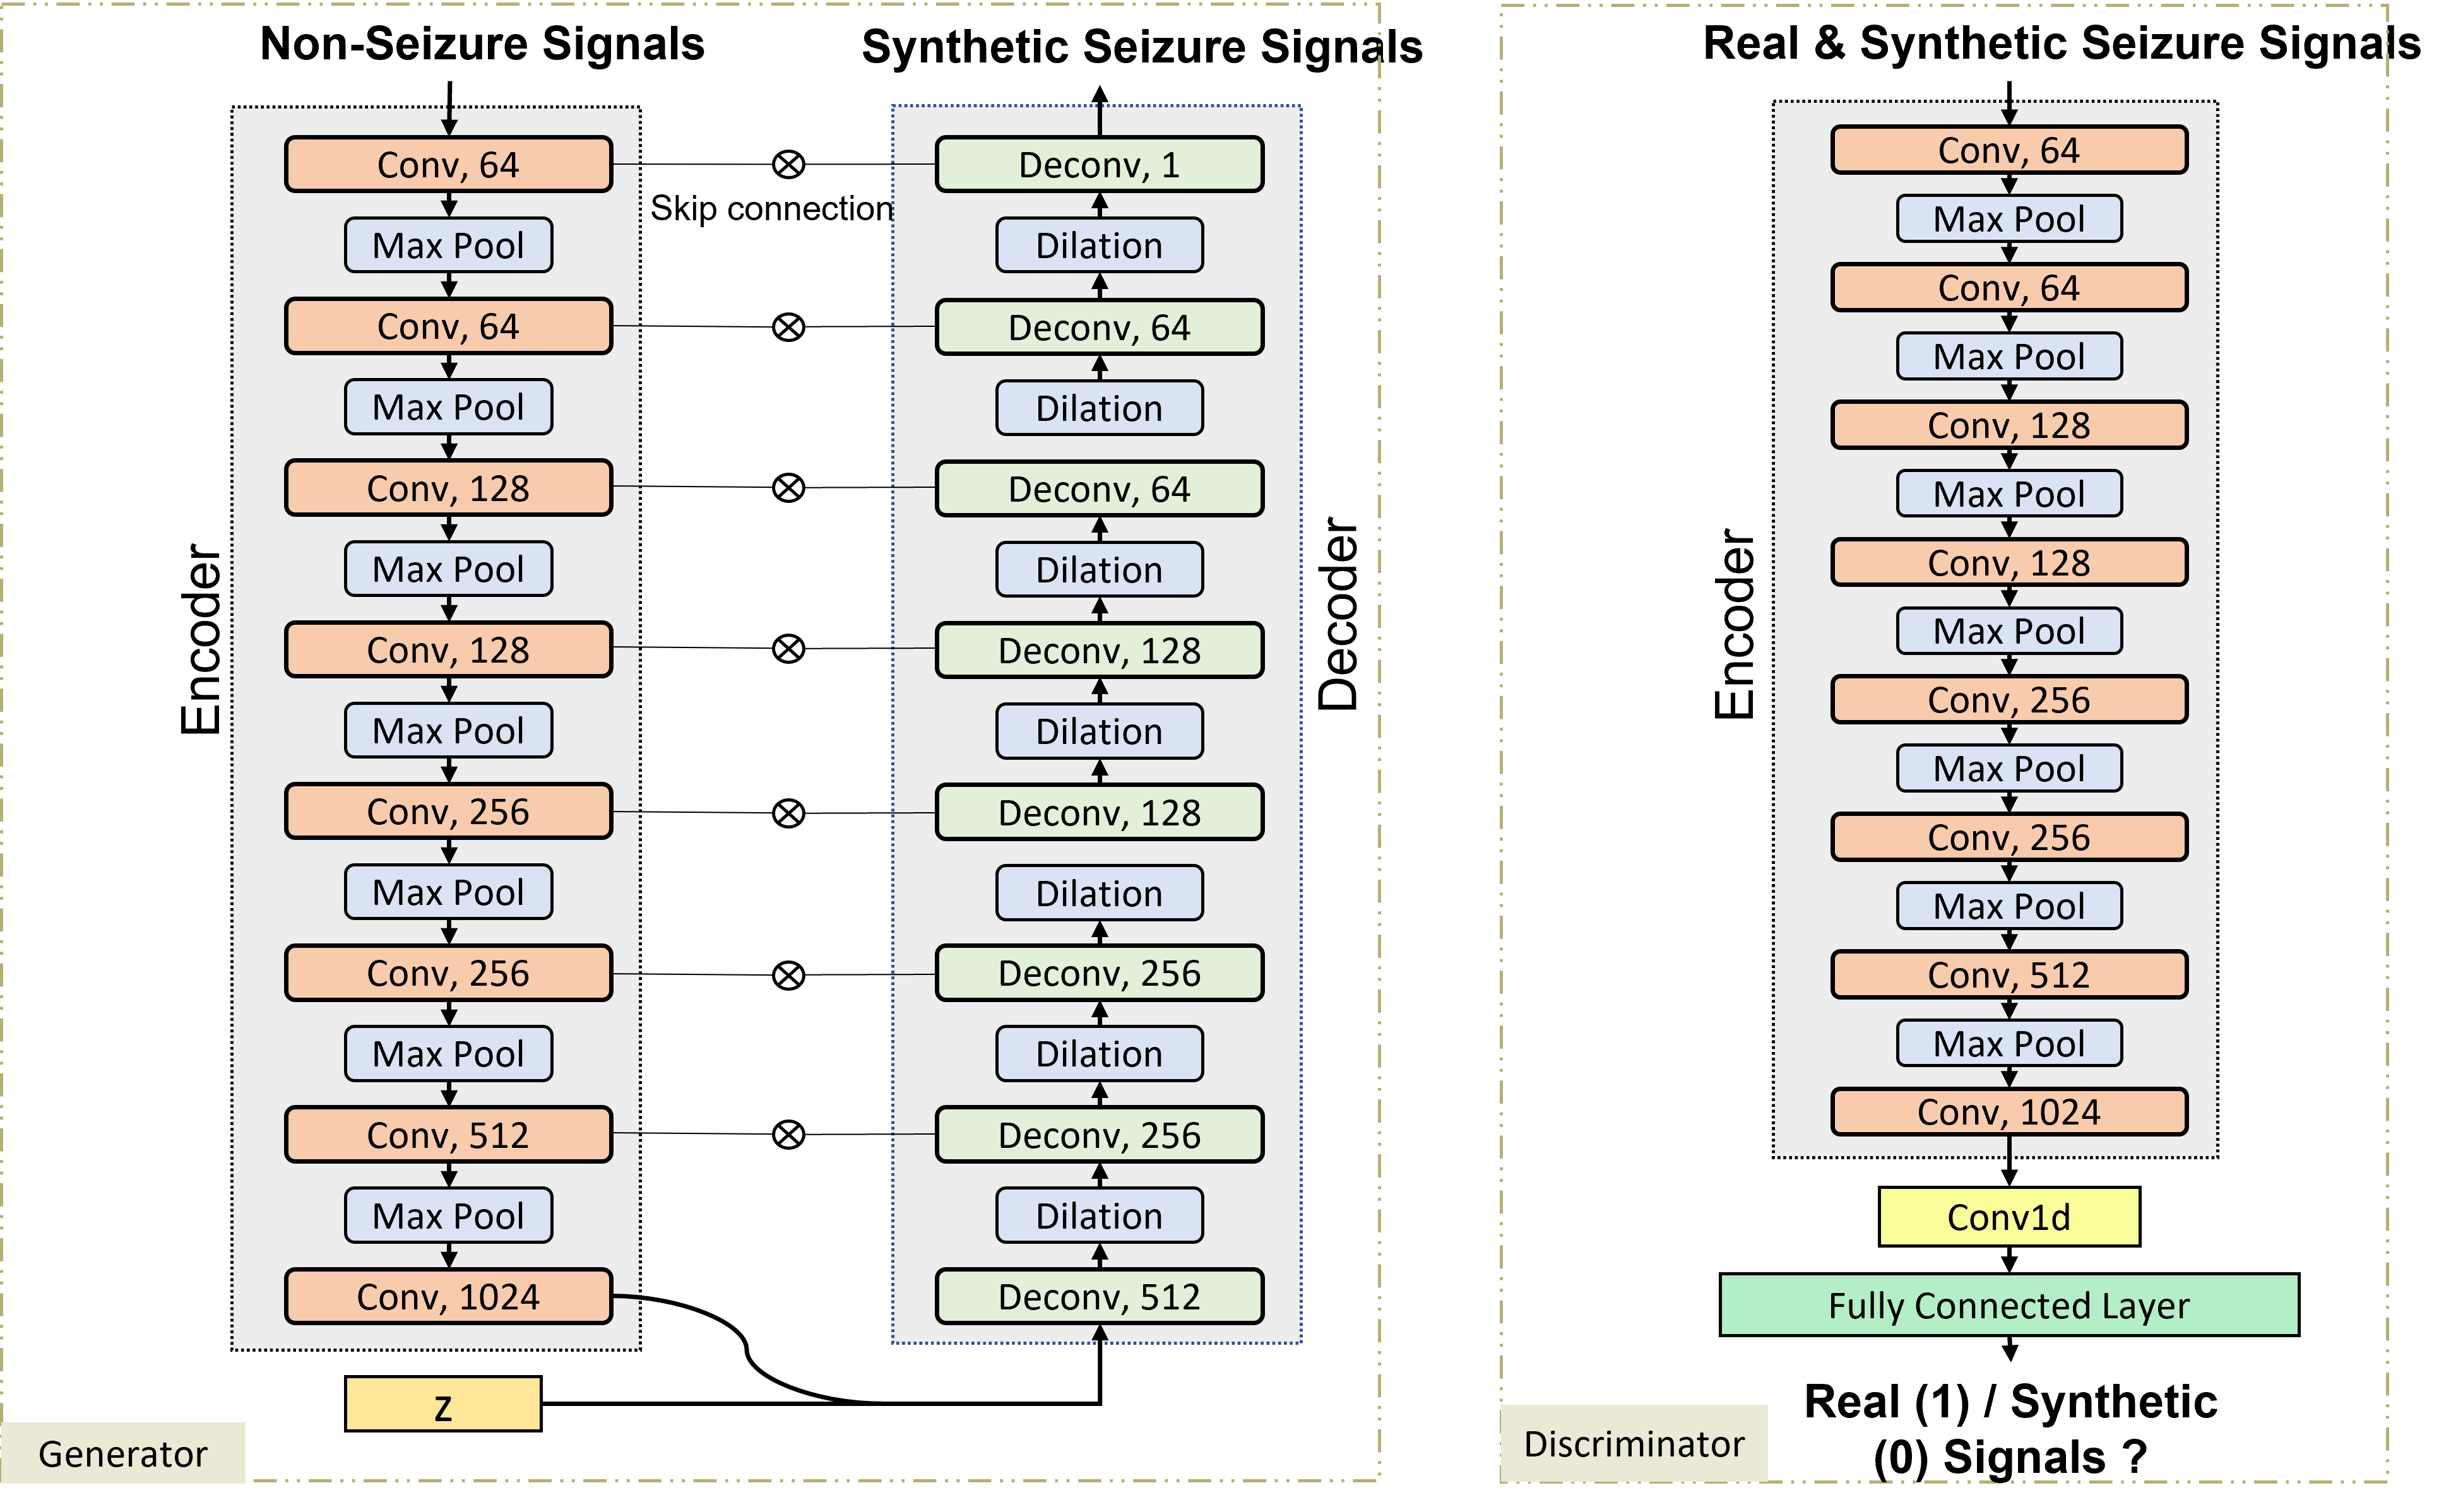 Non-Seizure Signals
Encoder
Conv, 64
Max Pool
Conv, 64
Max Pool
Conv, 128
Max Pool
Conv, 128
Max Pool
Conv, 256
Max Pool
Conv, 256
Max Pool
Conv, 512
Max Pool
Conv, 1024
z
Skip connection
Synthetic Seizure Signals
Deconv, 1
Dilation
Deconv, 64
Dilation
Deconv, 64
Dilation
Deconv, 128
Dilation
Deconv, 128
Dilation
Deconv, 256
Dilation
Deconv, 256
Dilation
Deconv, 512
Decoder
Generator
Real & Synthetic Seizure Signals
Encoder
Conv, 64
Max Pool
Conv, 64
Max Pool
Conv, 128
Max Pool
Conv, 128
Max Pool
Conv, 256
Max Pool
Conv, 256
Max Pool
Conv, 512
Max Pool
Conv, 1024
Conv1d
Fully Connected Layer
Real (1) / Synthetic
(0) Signals ?
Discriminator